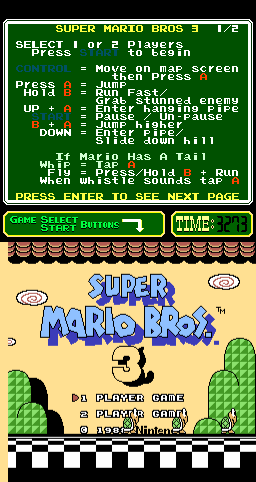 SUPER MARIO BROS 3 1/2
SELECT 1 or 2 Players
Press START to begin
CONTROL = Move on map screen
then Press A
Press A = Jump
Hold B = Run Fast/
Grab stunned enemy
UP + A = Enter hanging pipe
START = Pause / Un-Pause
B + A = Jump higher
DOWN = Enter pipe/
Slide down hill
If Mario Has A Tail
Whip = Tap A
Fly = Press/Hold B + Run
When whistle sounds tap A
PRESS ENTER TO SEE NEXT PAGE
GAME SELECT
START BUTTONS
TIME: 3273
SUPER
MARIO BROS.™
3
1 PLAYER GAME
2 PLAYER GAME
© Nintendo